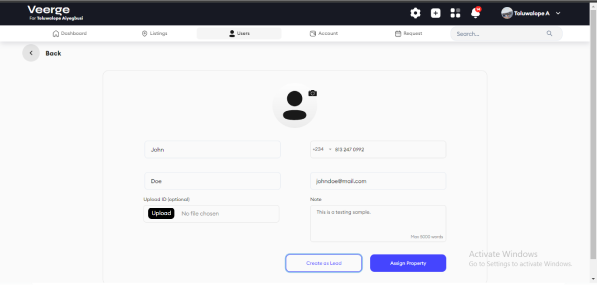 Veerge
For Toluwalope Aiyegbusi
Toluwalope A
Dashboard
Listings
Users
Account
Request
Search...
Back
John
+234
813 247 0992
Doe
johndoe@mail.com
Upload ID (optional)
Note
Upload
No file chosen
This is a testing sample.
Max 5000 words
Create as Lead
Assign Property
Activate Windows
Go to Settings to activate Windows.